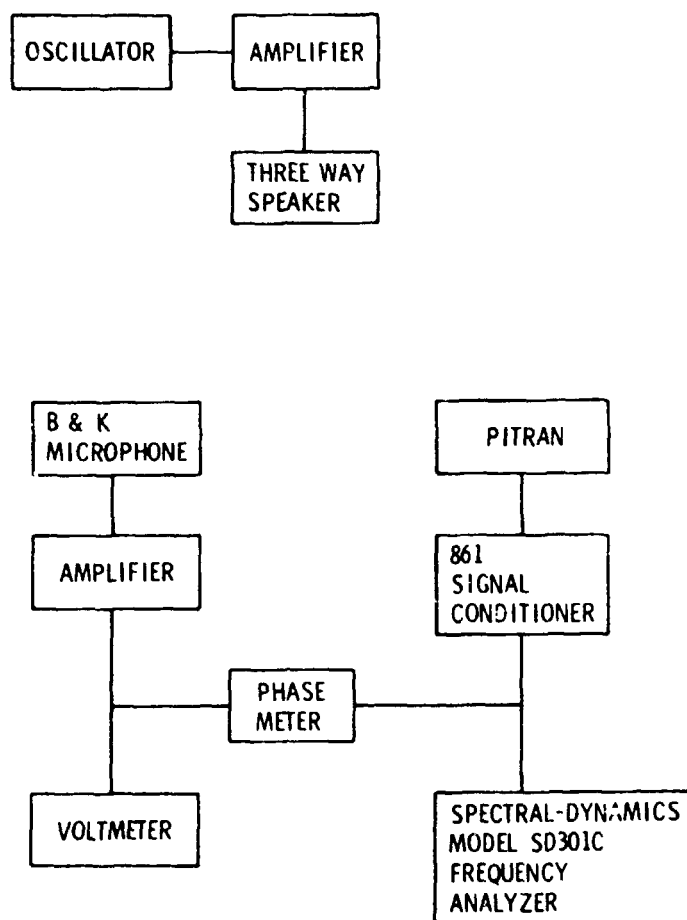 OSCILLATOR
AMPLIFIER
THREE WAY
SPEAKER
B & K
MICROPHONE
PITRAN
AMPLIFIER
861
SIGNAL
CONDITIONER
PHASE
METER
VOLTMETER
SPECTRAL-DYNAMICS
MODEL SD301C
FREQUENCY
ANALYZER